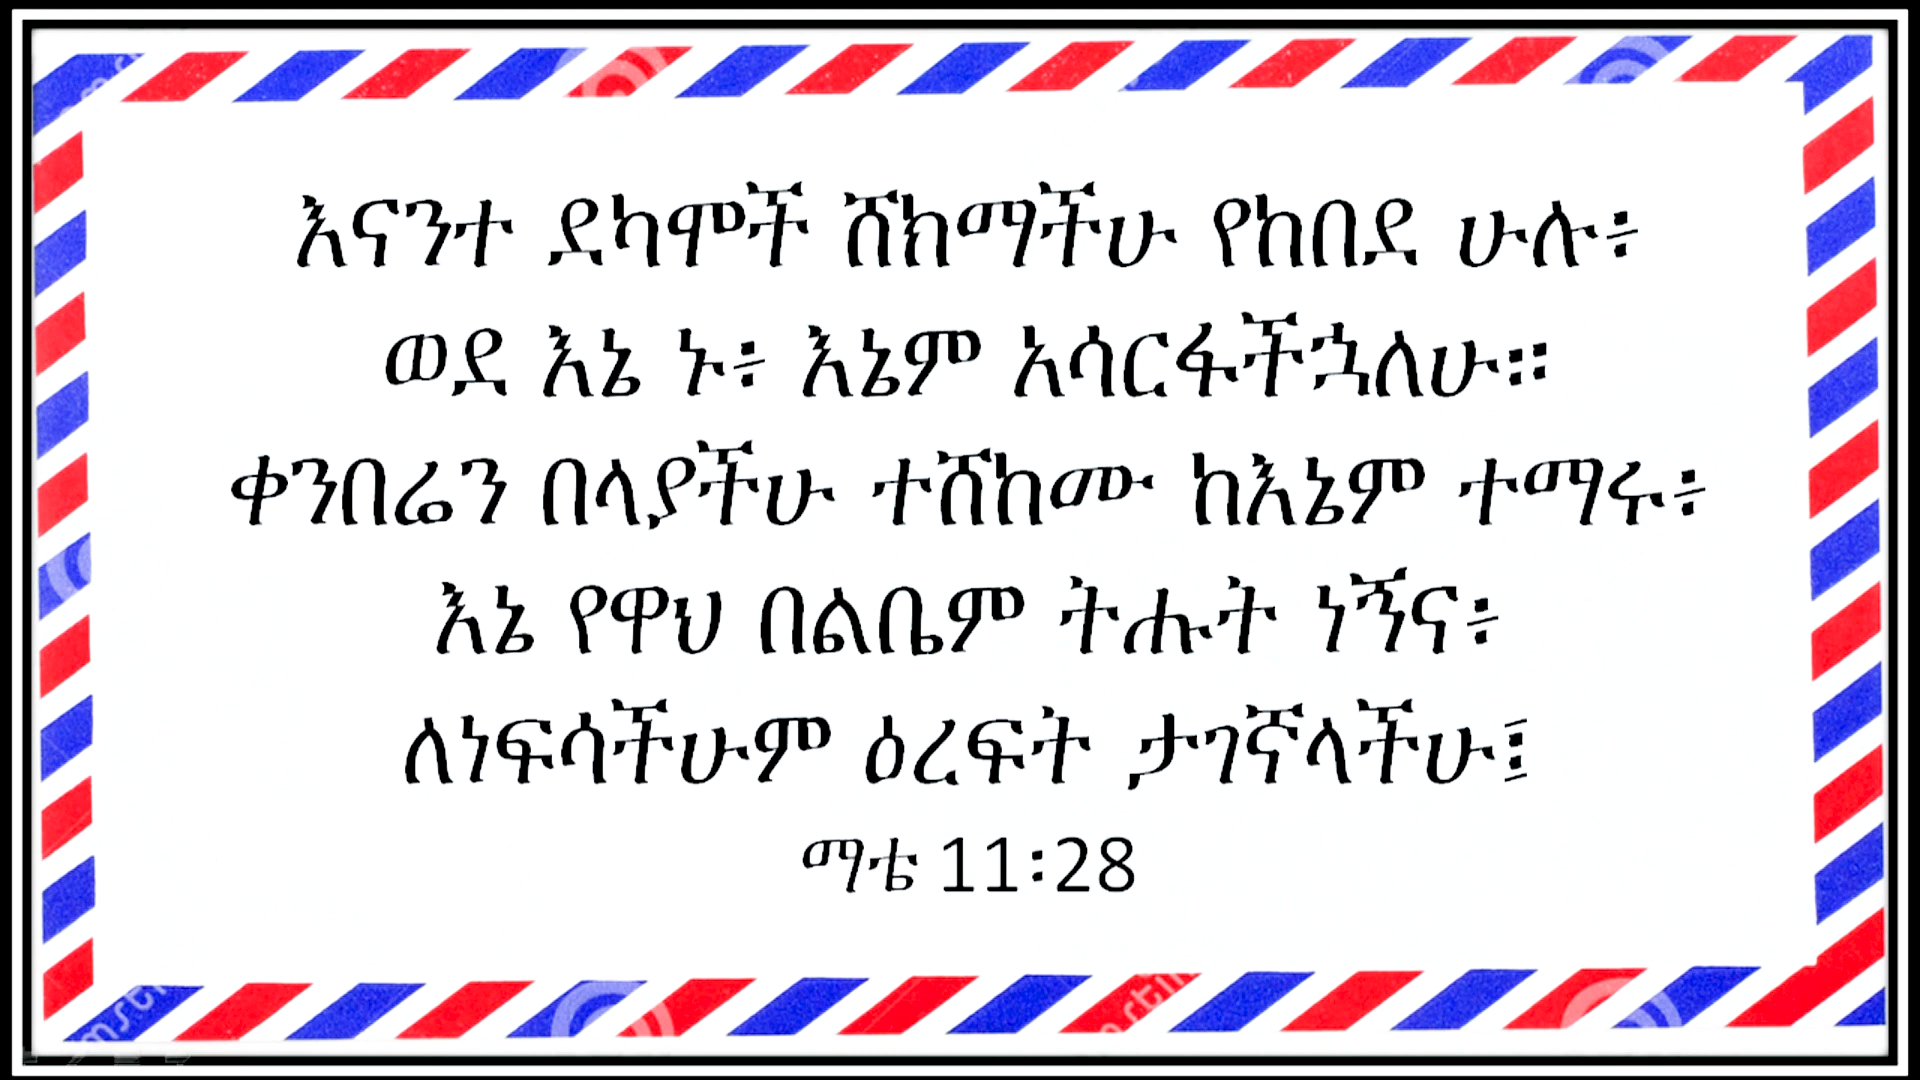 እናንተ ደካሞች ሸክማችሁ የከበደ ሁሉ፥
ወደ እኔ ኑ፥ እኔም አሳርፋችኋለሁ።
ቀንበሬን በላያችሁ ተሸከሙ ከእኔም ተማሩ፥
እኔ የዋህ በልቤም ትሑት ነኝና፥
ለነፍሳችሁም ዕረፍት ታገኛላችሁ፤
ማቴ 11፡28